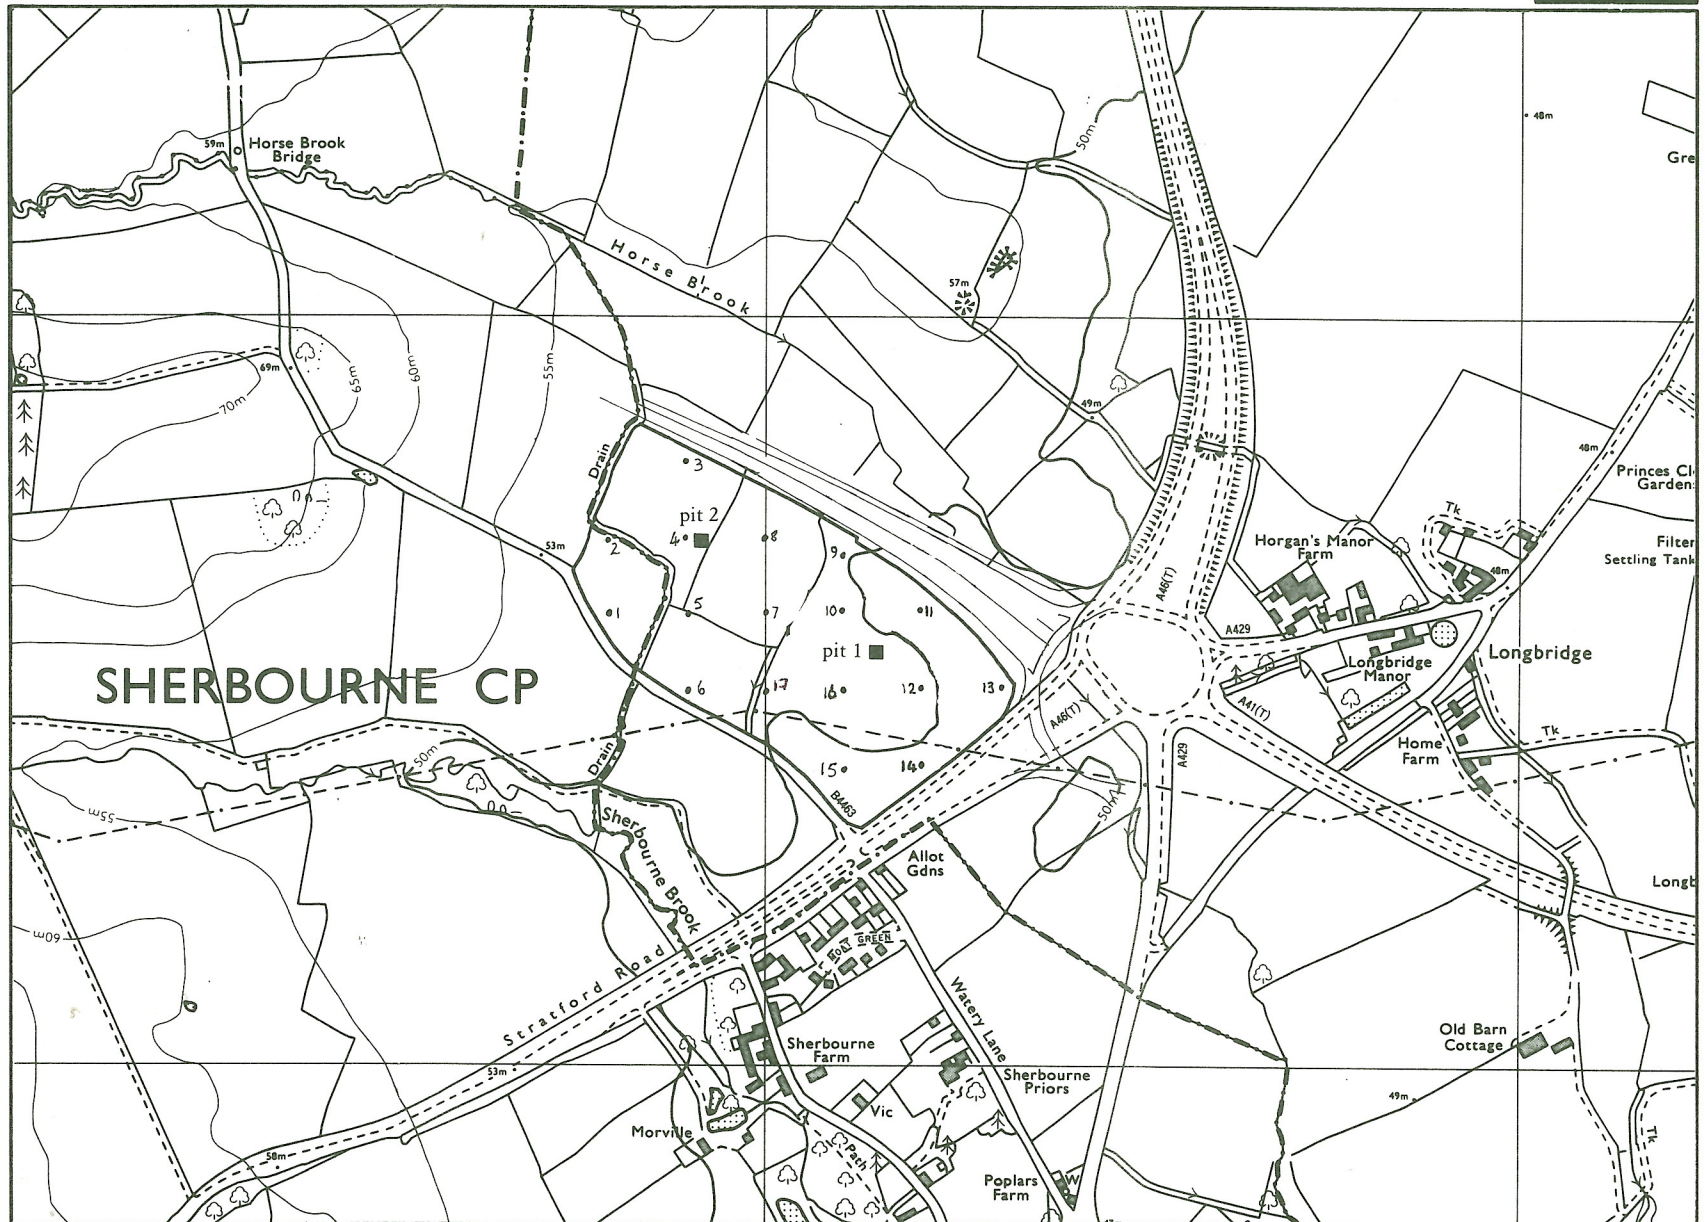 59m
Horse Brook
Bridge
50m
48m
Gre
Horse Brook
57m
69m
65m
60m
55m
70m
49m
48m
Princes Cl
Garden
Drain
3
pit 2
4
8
2
9
53m
Tk
Horgan's Manor
Farm
Filter
Settling Tank
48m
A46(T)
1
5
7
10
11
A429
pit 1
Longbridge
Longbridge
Manor
SHERBOURNE CP
6
17
16
12
13
A46(T)
A41(T)
A429
Home
Farm
Tk
Drain
50m
15
14
B4463
50m
55m
Sherbourne Brook
Allot
Gdns
Longb
60m
MOAT GREEN
Stratford Road
Watery Lane
Old Barn
Cottage
Sherbourne
Farm
53m
Sherbourne
Priors
49m
Vic
Morville
Path
Tk
58m
Poplars
Farm
W